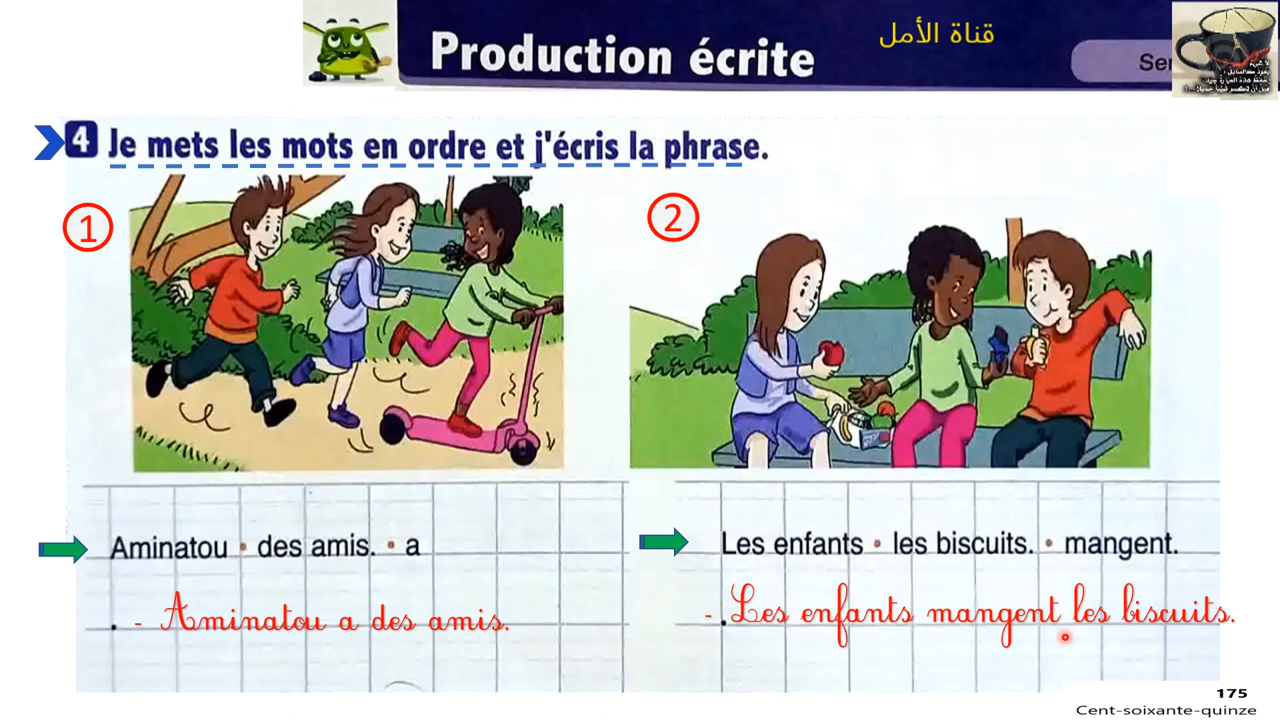 Production écrite
قناة الأمل
4 Je mets les mots en ordre et j'écris la phrase.
1
2
Aminatou • des amis. • a
- Aminatou a des amis.
Les enfants • les biscuits. • mangent.
- Les enfants mangent les biscuits.
175
Cent-soixante-quinze